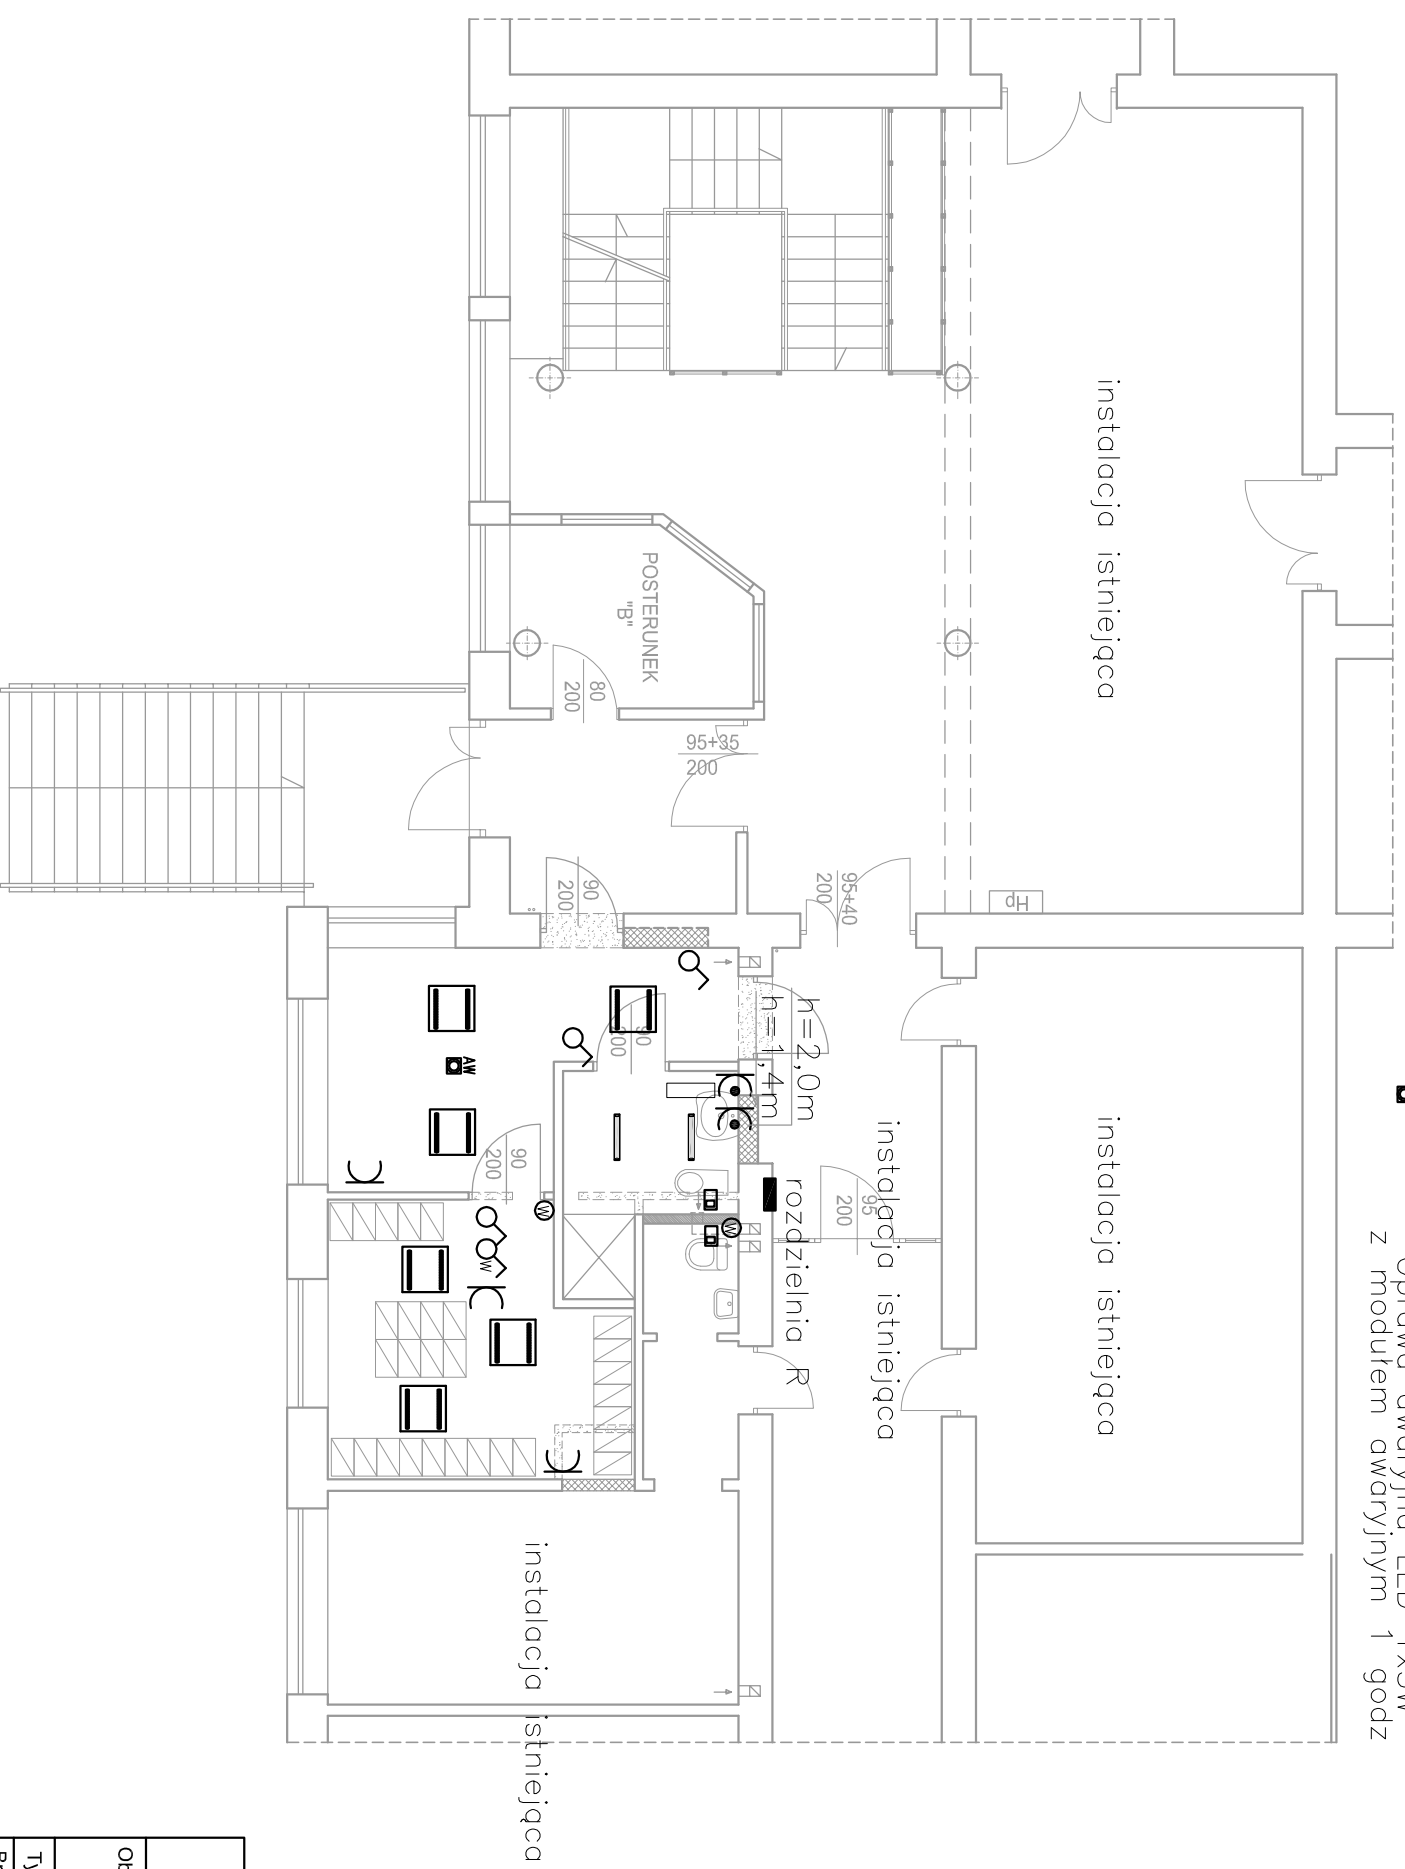 Oprawa awaryjna LED 1x3W
z modułem awaryjnym 1 godz
instalacja istniejąca
instalacja istniejąca
Hp
instalacja istniejąca
95+40
200
95
200
h=2,0m
h=1,4m
rozdzielnia R
95+35
200
POSTERUNEK
"B"
80
200
90
200
90
200
90
200
AW
W
W
W
instalacja istniejąca